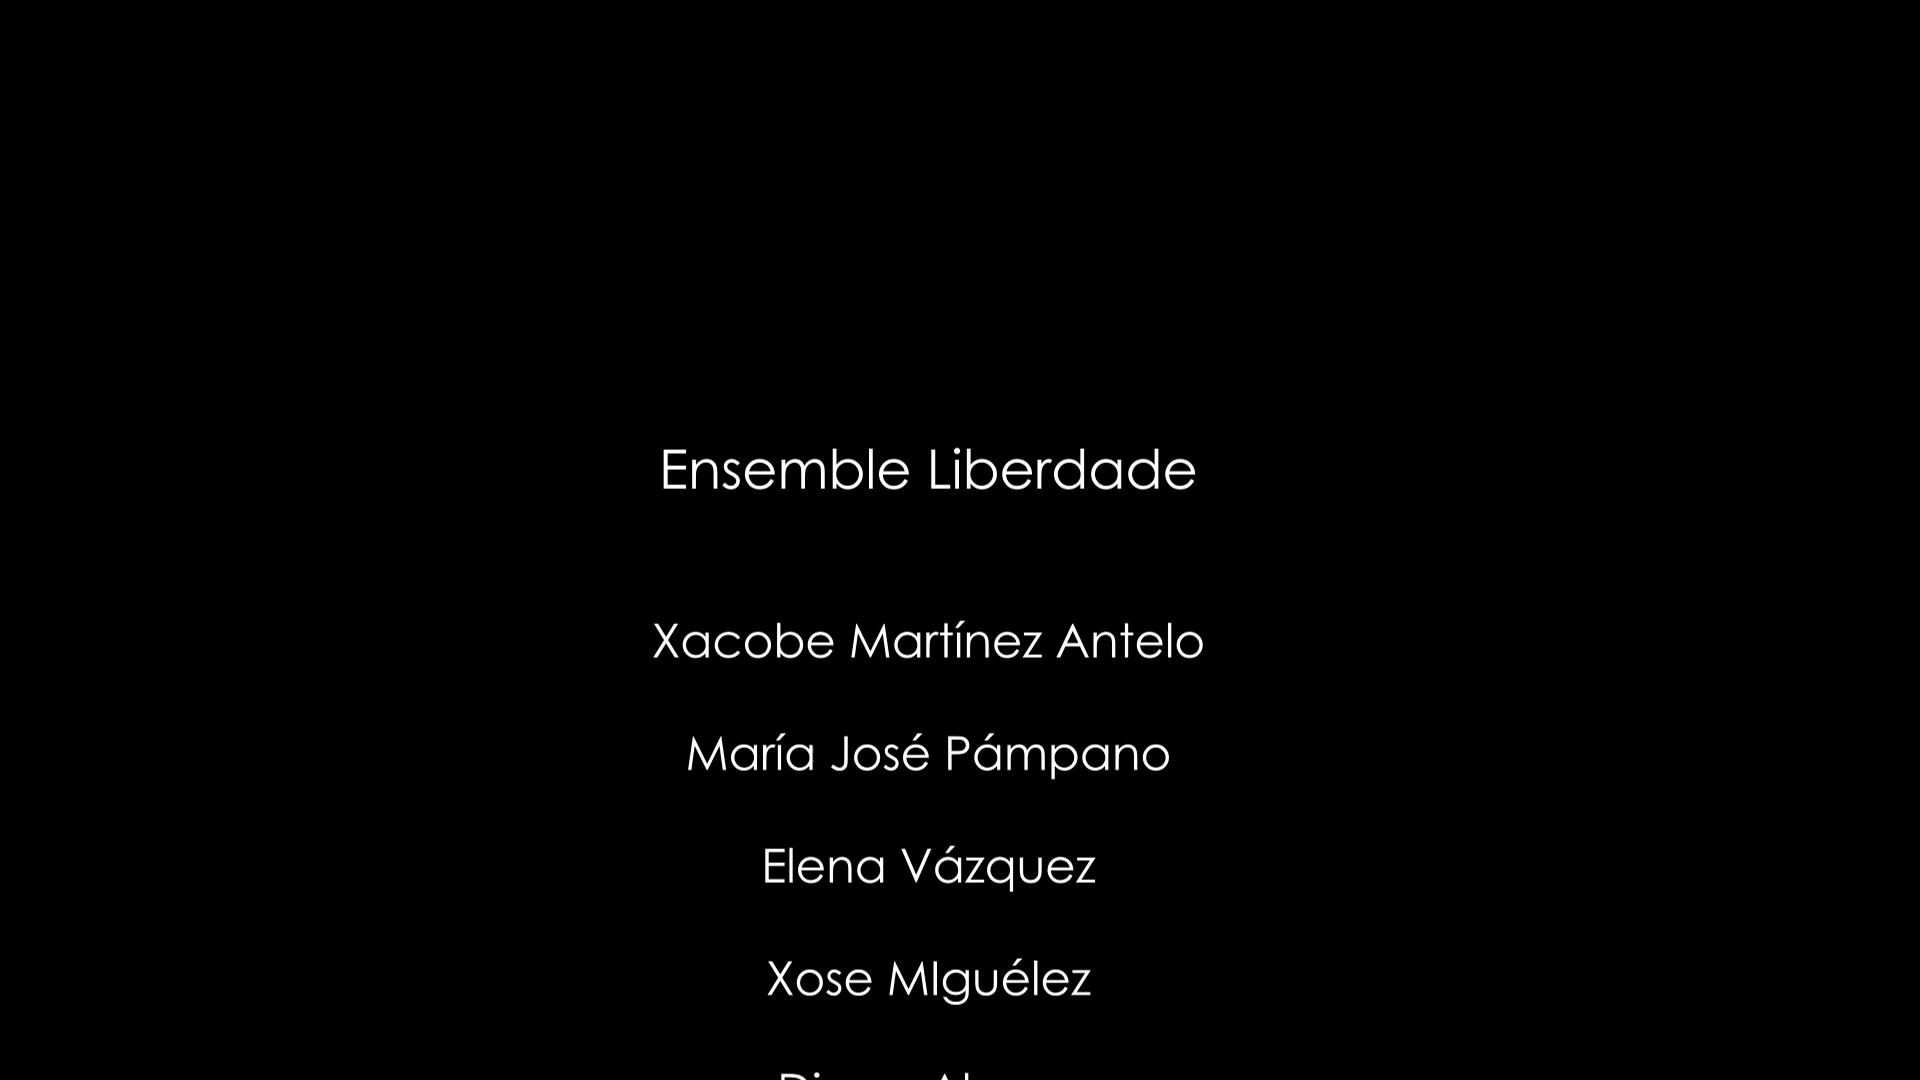 Ensemble Liberdade
Xacobe Martínez Antelo
María José Pámpano
Elena Vázquez
Xose MIguélez